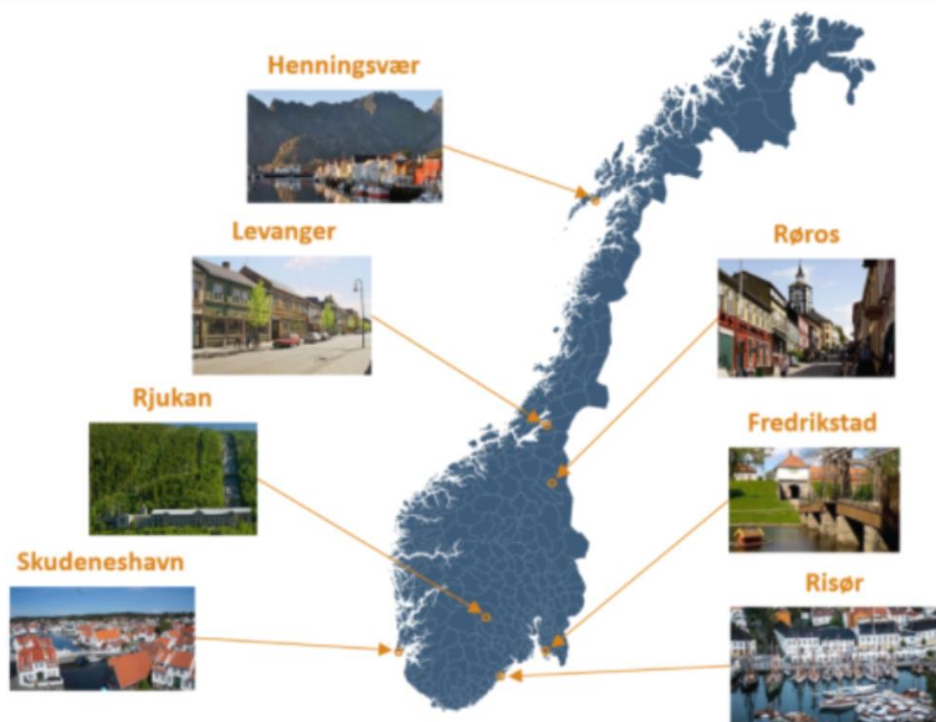 Henningsvær
Levanger
Røros
Rjukan
Fredrikstad
Skudeneshavn
Risør